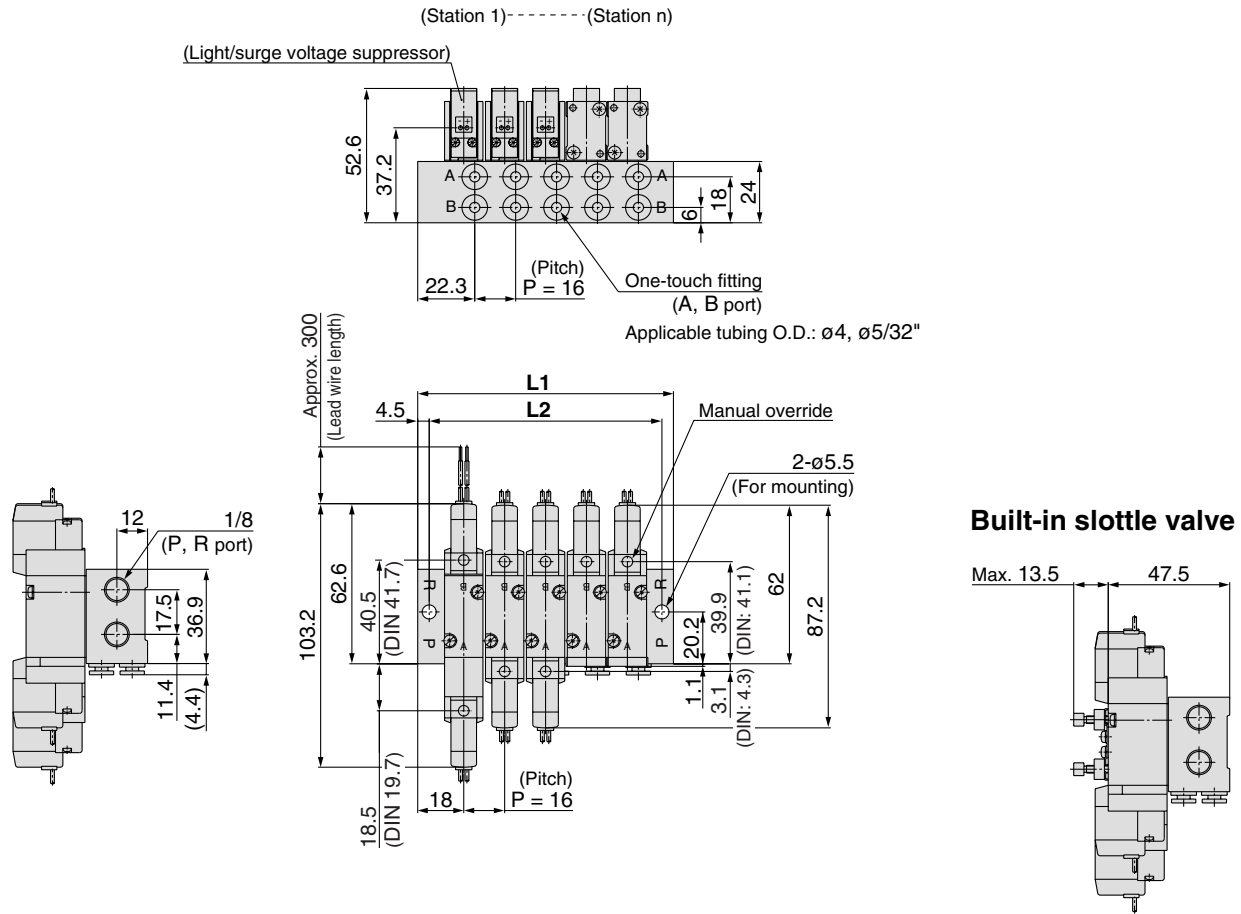 (Station 1)--------(Station n)
(Light/surge voltage suppressor)
52.6
37.2
A
A
B
B
6
18
24
22.3
(Pitch)
P = 16
One-touch fitting
(A, B port)
Applicable tubing O.D.: ø4, ø5/32"
Approx. 300
(Lead wire length)
L1
4.5
L2
Manual override
2-ø5.5
(For mounting)
12
1/8
(P, R port)
17.5
36.9
11.4
(4.4)
103.2
62.6
40.5
(DIN 41.7)
R
P
B
B
B
B
B
A
A
A
A
A
R
P
20.2
39.9
(DIN: 41.1)
62
87.2
1.1
3.1
(DIN: 4.3)
18.5
(DIN 19.7)
18
(Pitch)
P = 16
Built-in slottle valve
Max. 13.5
47.5